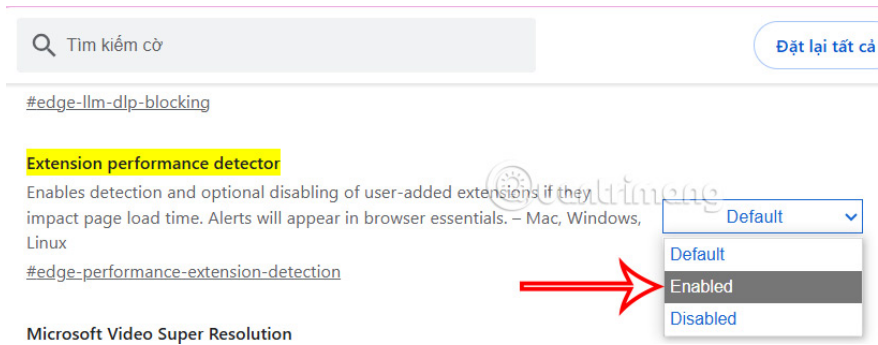 Tìm kiếm cờ
Đặt lại tất cả
#edge-llm-dlp-blocking
Extension performance detector
Enables detection and optional disabling of user-added extensions if they
impact page load time. Alerts will appear in browser essentials. – Mac, Windows,
Linux
#edge-performance-extension-detection
Quantrimang
Default
Default
Enabled
Disabled
Microsoft Video Super Resolution